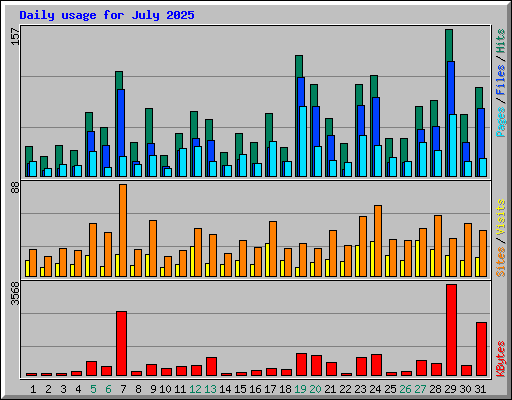 Daily usage for July 2025
157
Pages / Files / Hits
88
Sites / Visits
3568
KBytes
1 2 3 4 5 6 7 8 9 10 11 12 13 14 15 16 17 18 19 20 21 22 23 24 25 26 27 28 29 30 31